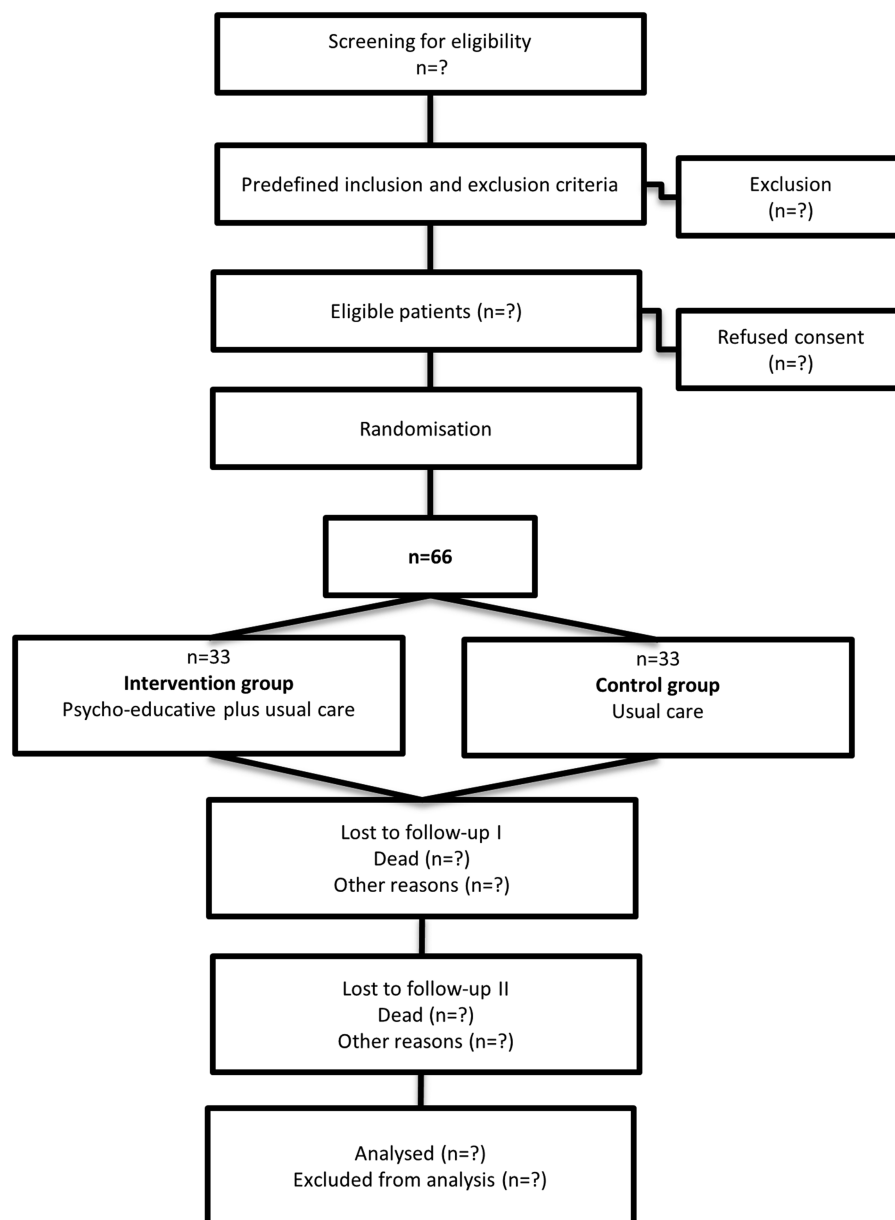 Screening for eligibility
n=?
Predefined inclusion and exclusion criteria
Exclusion
(n=?)
Eligible patients (n=?)
Refused consent
(n=?)
Randomisation
n=66
n=33
Intervention group
Psycho-educative plus usual care
n=33
Control group
Usual care
Lost to follow-up I
Dead (n=?)
Other reasons (n=?)
Lost to follow-up II
Dead (n=?)
Other reasons (n=?)
Analysed (n=?)
Excluded from analysis (n=?)